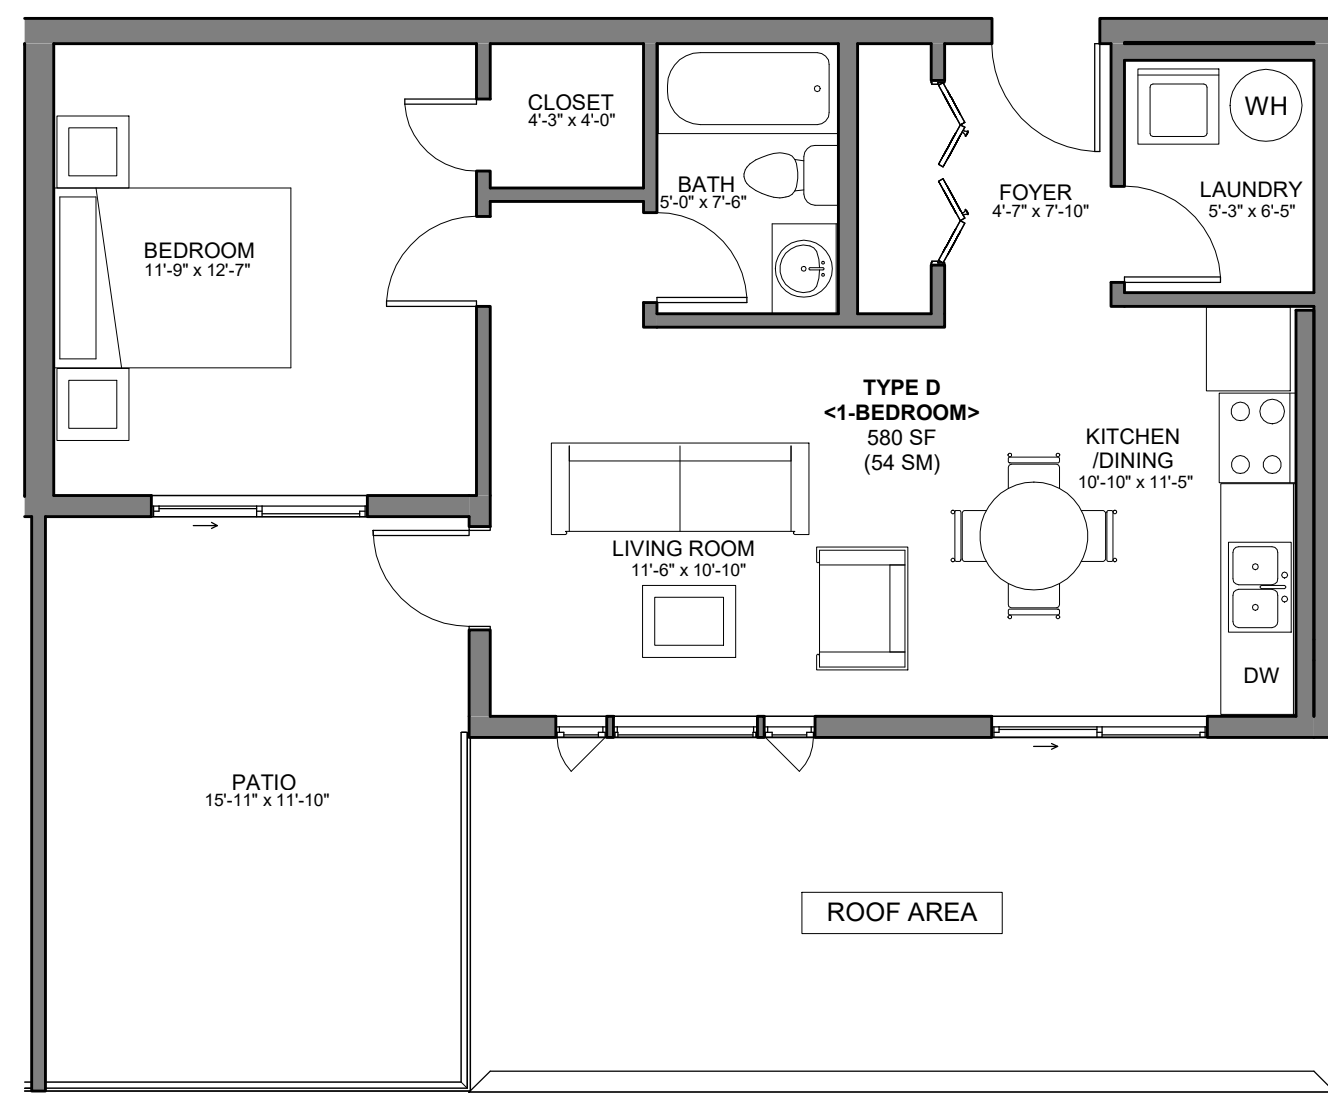 CLOSET
4'-3" x 4'-0"
WH
BATH
5'-0" x 7'-6"
FOYER
4'-7" x 7'-10"
LAUNDRY
5'-3" x 6'-5"
BEDROOM
11'-9" x 12'-7"
TYPE D
<1-BEDROOM>
580 SF
(54 SM)
KITCHEN
/DINING
10'-10" x 11'-5"
LIVING ROOM
11'-6" x 10'-10"
DW
PATIO
15'-11" x 11'-10"
ROOF AREA